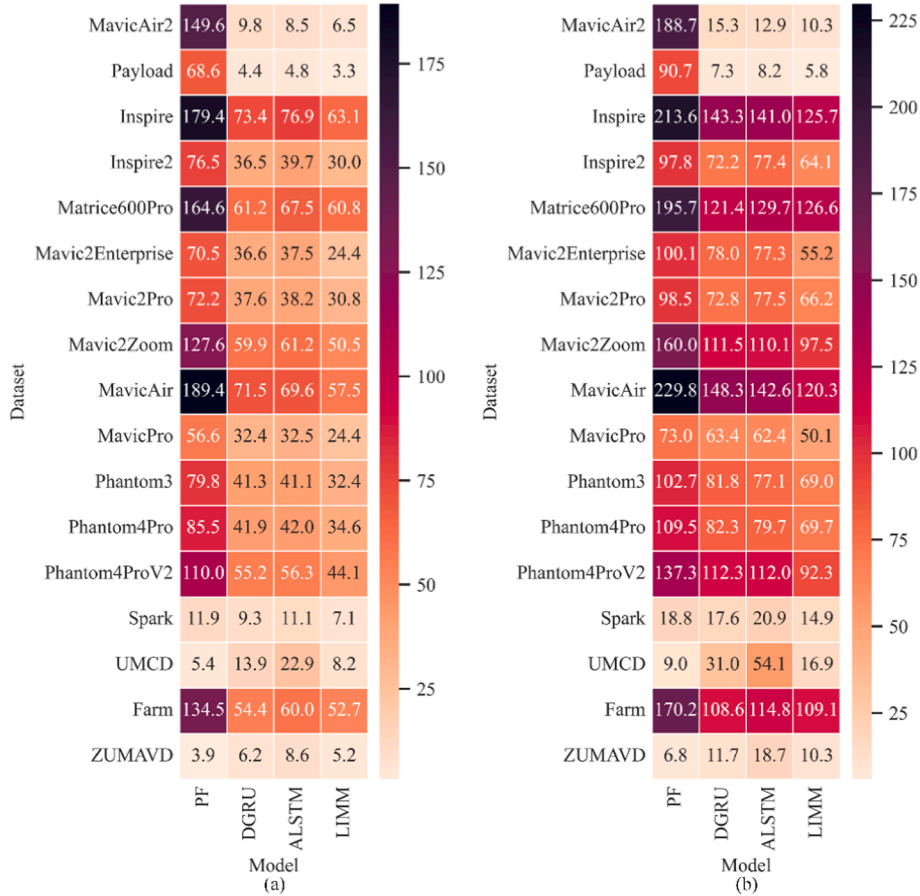 MavicAir2 149.6 9.8 8.5 6.5
Payload 68.6 4.4 4.8 3.3
Inspire 179.4 73.4 76.9 63.1
Inspire2 76.5 36.5 39.7 30.0
Matrice600Pro 164.6 61.2 67.5 60.8
Mavic2Enterprise 70.5 36.6 37.5 24.4
Mavic2Pro 72.2 37.6 38.2 30.8
Mavic2Zoom 127.6 59.9 61.2 50.5
MavicAir 189.4 71.5 69.6 57.5
MavicPro 56.6 32.4 32.5 24.4
Phantom3 79.8 41.3 41.1 32.4
Phantom4Pro 85.5 41.9 42.0 34.6
Phantom4ProV2 110.0 55.2 56.3 44.1
Spark 11.9 9.3 11.1 7.1
UMCD 5.4 13.9 22.9 8.2
Farm 134.5 54.4 60.0 52.7
ZUMAVD 3.9 6.2 8.6 5.2
PF DGRU ALSTM LIMM
Dataset
Model
(a)
175
150
125
100
75
50
25
MavicAir2 188.7 15.3 12.9 10.3
Payload 90.7 7.3 8.2 5.8
Inspire 213.6 143.3 141.0 125.7
Inspire2 97.8 72.2 77.4 64.1
Matrice600Pro 195.7 121.4 129.7 126.6
Mavic2Enterprise 100.1 78.0 77.3 55.2
Mavic2Pro 98.5 72.8 77.5 66.2
Mavic2Zoom 160.0 111.5 110.1 97.5
MavicAir 229.8 148.3 142.6 120.3
MavicPro 73.0 63.4 62.4 50.1
Phantom3 102.7 81.8 77.1 69.0
Phantom4Pro 109.5 82.3 79.7 69.7
Phantom4ProV2 137.3 112.3 112.0 92.3
Spark 18.8 17.6 20.9 14.9
UMCD 9.0 31.0 54.1 16.9
Farm 170.2 108.6 114.8 109.1
ZUMAVD 6.8 11.7 18.7 10.3
PF DGRU ALSTM LIMM
Dataset
Model
(b)
225
200
175
150
125
100
75
50
25